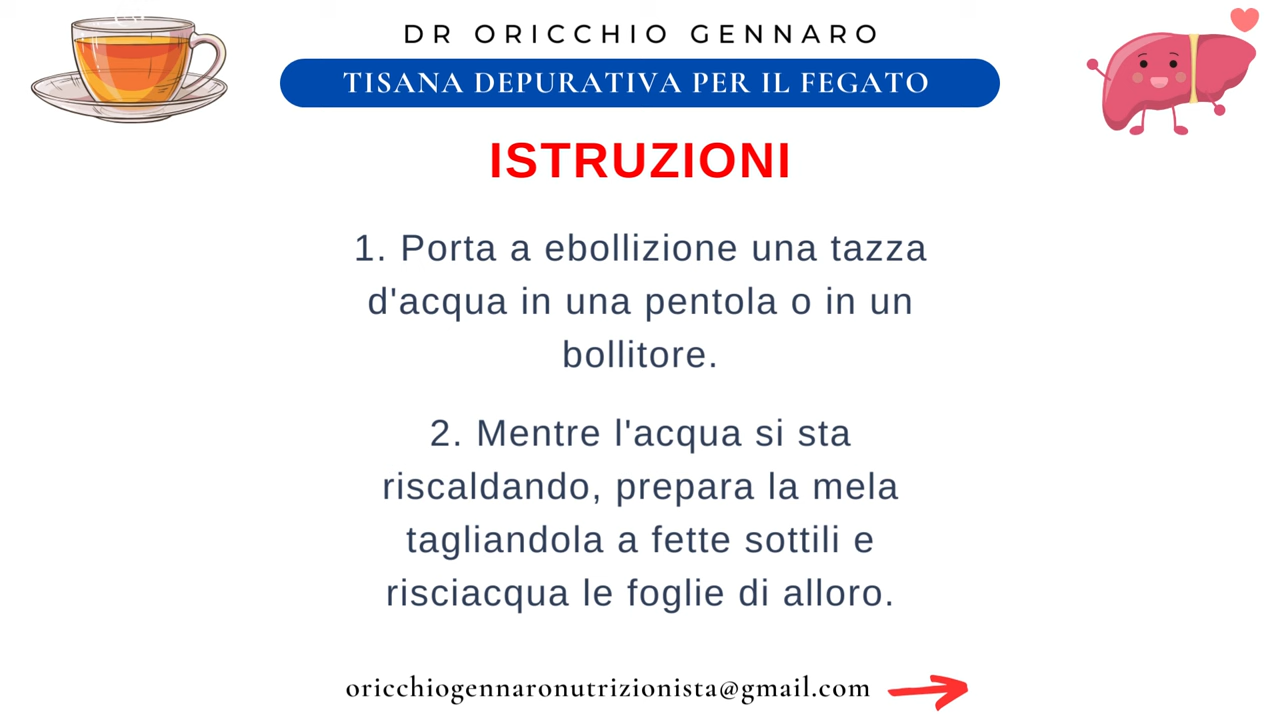 DR ORICCHIO GENNARO
TISANA DEPURATIVA PER IL FEGATO
ISTRUZIONI
1. Porta a ebollizione una tazza
d'acqua in una pentola o in un
bollitore.
2. Mentre l'acqua si sta
riscaldando, prepara la mela
tagliandola a fette sottili e
risciacqua le foglie di alloro.
oricchiogennaronutrizionista@gmail.com